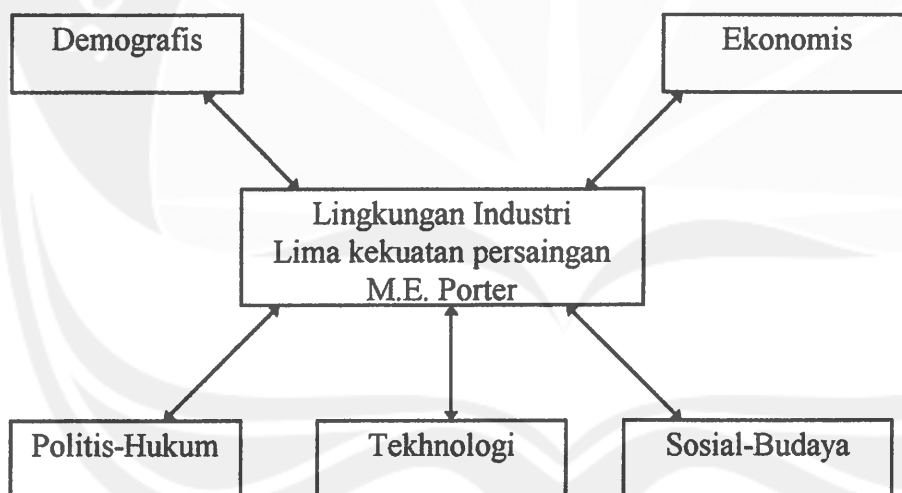 Demografis
Ekonomis
Lingkungan Industri
Lima kekuatan persaingan
M.E. Porter
Politis-Hukum
Tekhnologi
Sosial-Budaya